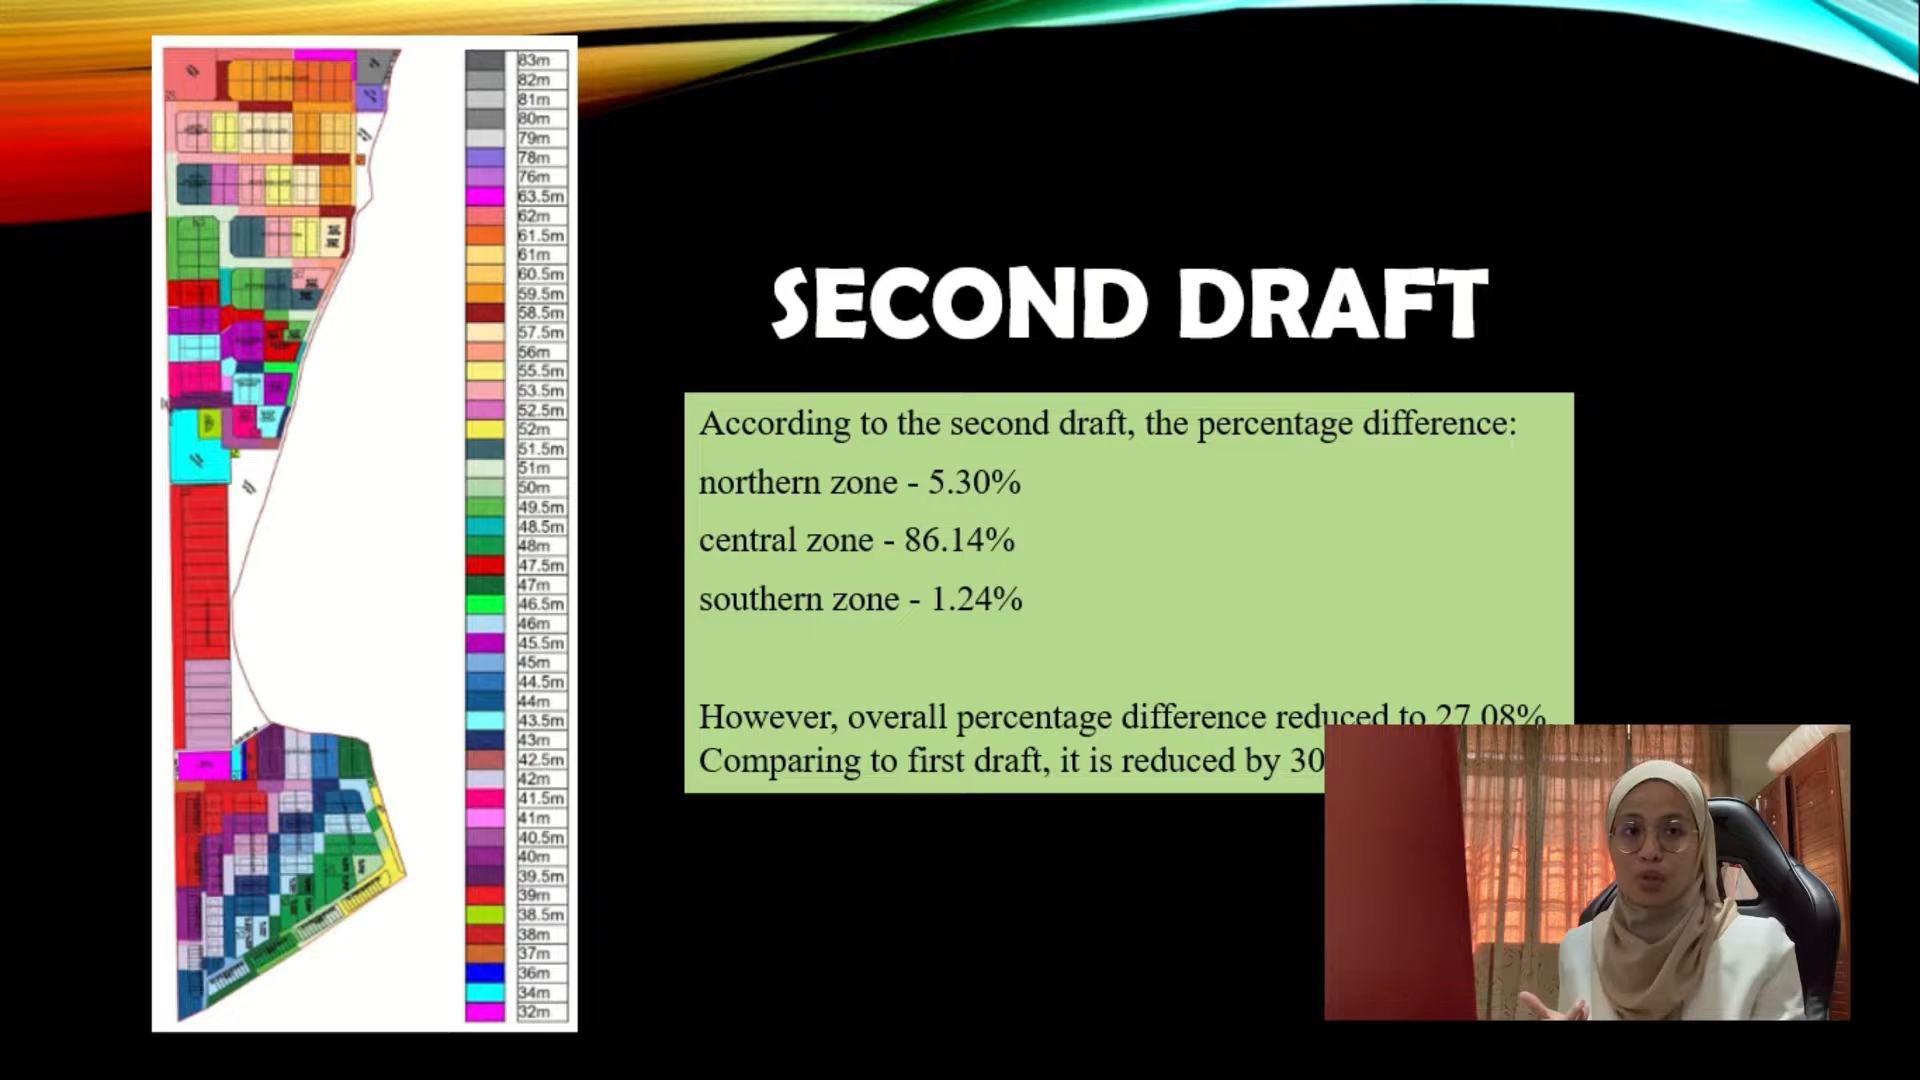 83m
82m
81m
80m
79m
78m
76m
63.5m
62m
61.5m
61m
60.5m
59.5m
58.5m
57.5m
56m
55.5m
53.5m
52.5m
52m
51.5m
51m
50m
49.5m
48.5m
48m
47.5m
47m
46.5m
46m
45.5m
45m
44.5m
44m
43.5m
43m
42.5m
42m
41.5m
41m
40.5m
40m
39.5m
39m
38.5m
38m
37m
36m
34m
32m
SECOND DRAFT
According to the second draft, the percentage difference:
northern zone - 5.30%
central zone - 86.14%
southern zone - 1.24%
However, overall percentage difference reduced to 27.08%
Comparing to first draft, it is reduced by 30